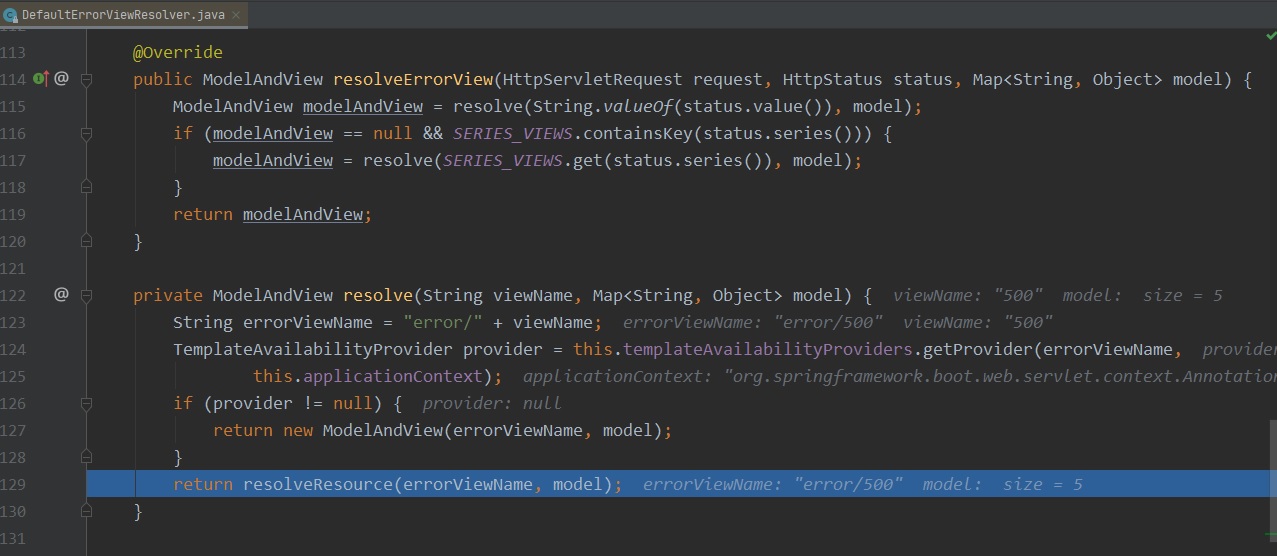 DefaultErrorViewResolver.java
113 @Override
114 public ModelAndView resolveErrorView(HttpServletRequest request, HttpStatus status, Map<String, Object> model) {
115 ModelAndView modelAndView = resolve(String.valueOf(status.value()), model);
116 if (modelAndView == null && SERIES_VIEWS.containsKey(status.series())) {
117 modelAndView = resolve(SERIES_VIEWS.get(status.series()), model);
118 }
119 return modelAndView;
120 }
121
122 private ModelAndView resolve(String viewName, Map<String, Object> model) { viewName: "500" model: size = 5
123 String errorViewName = "error/" + viewName; errorViewName: "error/500" viewName: "500"
124 TemplateAvailabilityProvider provider = this.templateAvailabilityProviders.getProvider(errorViewName, provider
125 this.applicationContext); applicationContext: "org.springframework.boot.web.servlet.context.Annotation
126 if (provider != null) { provider: null
127 return new ModelAndView(errorViewName, model);
128 }
129 return resolveResource(errorViewName, model); errorViewName: "error/500" model: size = 5
130 }
131